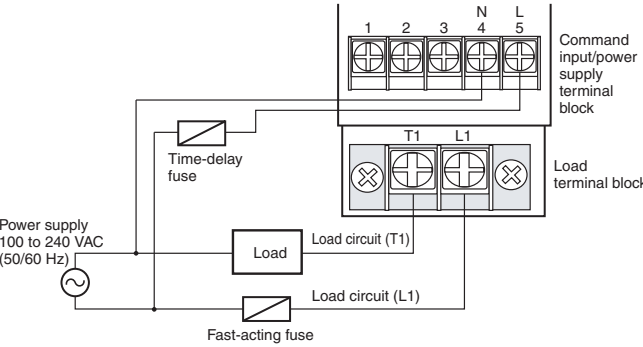 N L
1 2 3 4 5
Command
input/power
supply
terminal
block
T1 L1
Time-delay
fuse
Load
terminal block
Power supply
100 to 240 VAC
(50/60 Hz)
Load
Load circuit (T1)
Load circuit (L1)
Fast-acting fuse